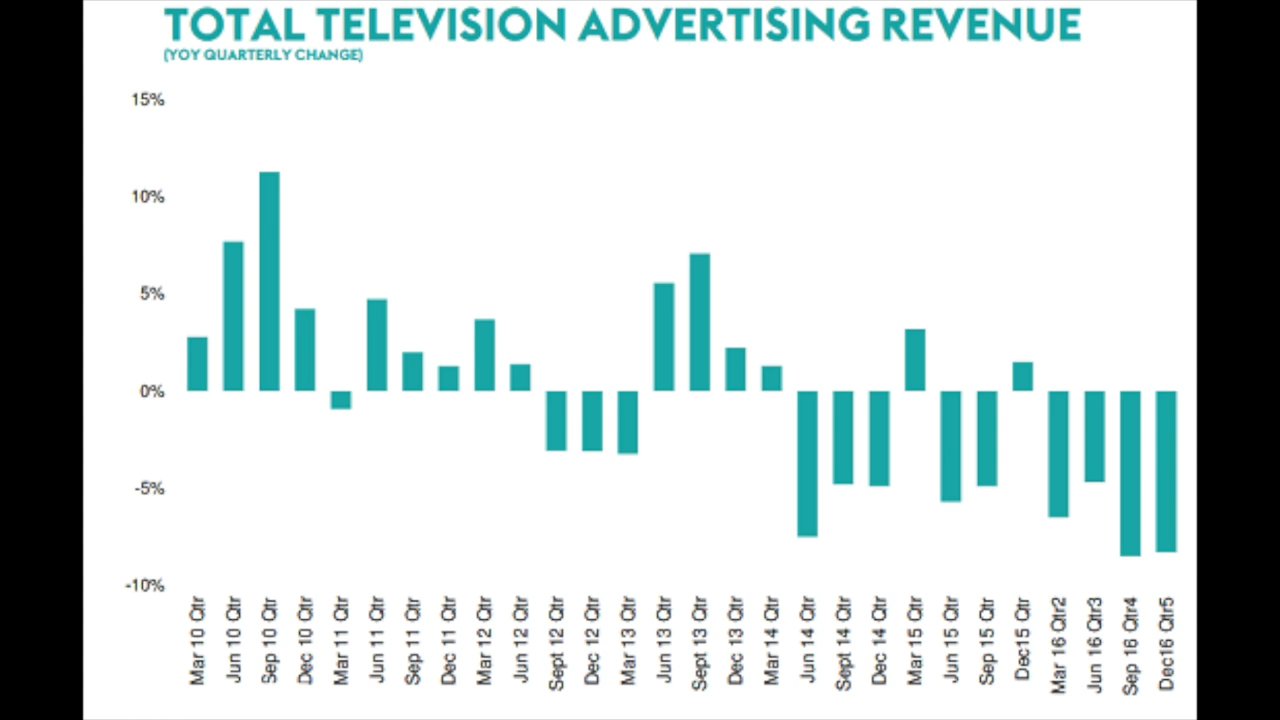 TOTAL TELEVISION ADVERTISING REVENUE
(YOY QUARTERLY CHANGE)
15%
10%
5%
0%
-5%
-10%
Mar 10 Qtr
Jun 10 Qtr
Sep 10 Qtr
Dec 10 Qtr
Mar 11 Qtr
Jun 11 Qtr
Sep 11 Qtr
Dec 11 Qtr
Mar 12 Qtr
Jun 12 Qtr
Sept 12 Qtr
Dec 12 Qtr
Mar 13 Qtr
Jun 13 Qtr
Sept 13 Qtr
Dec 13 Qtr
Mar 14 Qtr
Jun 14 Qtr
Sept 14 Qtr
Dec 14 Qtr
Mar 15 Qtr
Jun 15 Qtr
Sep 15 Qtr
Dec15 Qtr
Mar 16 Qtr2
Jun 16 Qtr3
Sep 16 Qtr4
Dec16 Qtr5